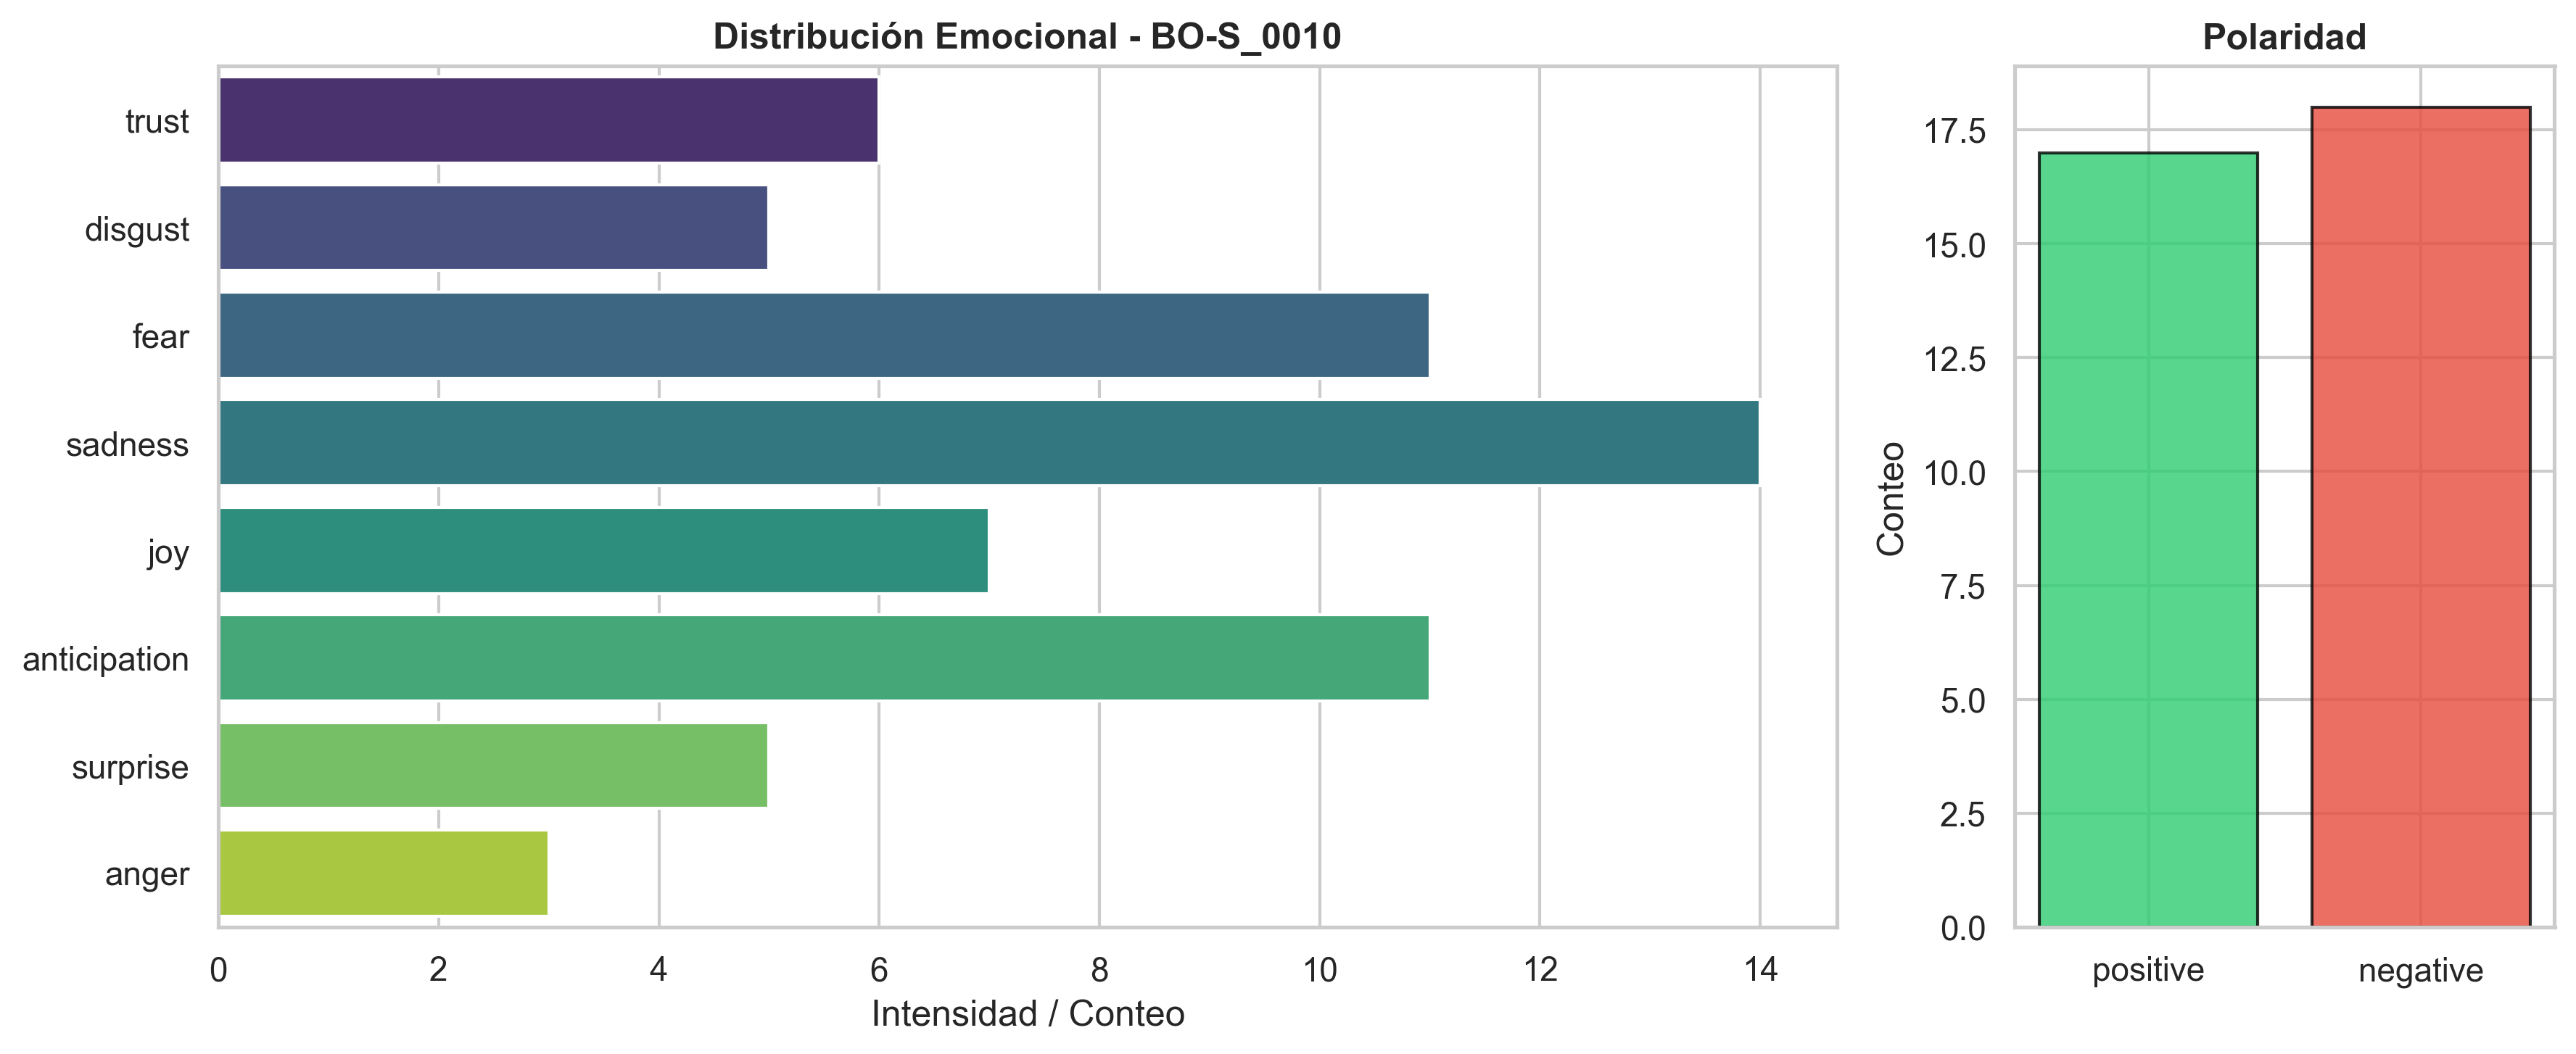 Distribución Emocional - BO-S_0010
trust
disgust
fear
sadness
joy
anticipation
surprise
anger
0 2 4 6 8 10 12 14
Intensidad / Conteo
Polaridad
Conteo
17.5
15.0
12.5
10.0
7.5
5.0
2.5
0.0
positive negative